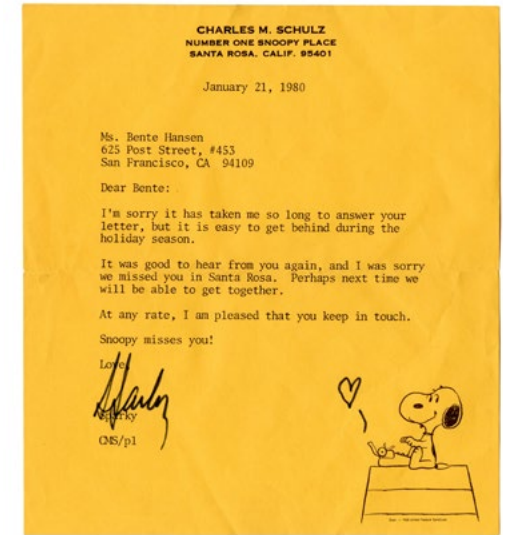 CHARLES M. SCHULZ
NUMBER ONE SNOOPY PLACE
SANTA ROSA. CALIF. 95401
January 21, 1980
Ms. Bente Hansen
625 Post Street, #453
San Francisco, CA 94109
Dear Bente:
I'm sorry it has taken me so long to answer your
letter, but it is easy to get behind during the
holiday season.
It was good to hear from you again, and I was sorry
we missed you in Santa Rosa. Perhaps next time we
will be able to get together.
At any rate, I am pleased that you keep in touch.
Snoopy misses you!
Love,
Sparky
Sparky
CMS/pl